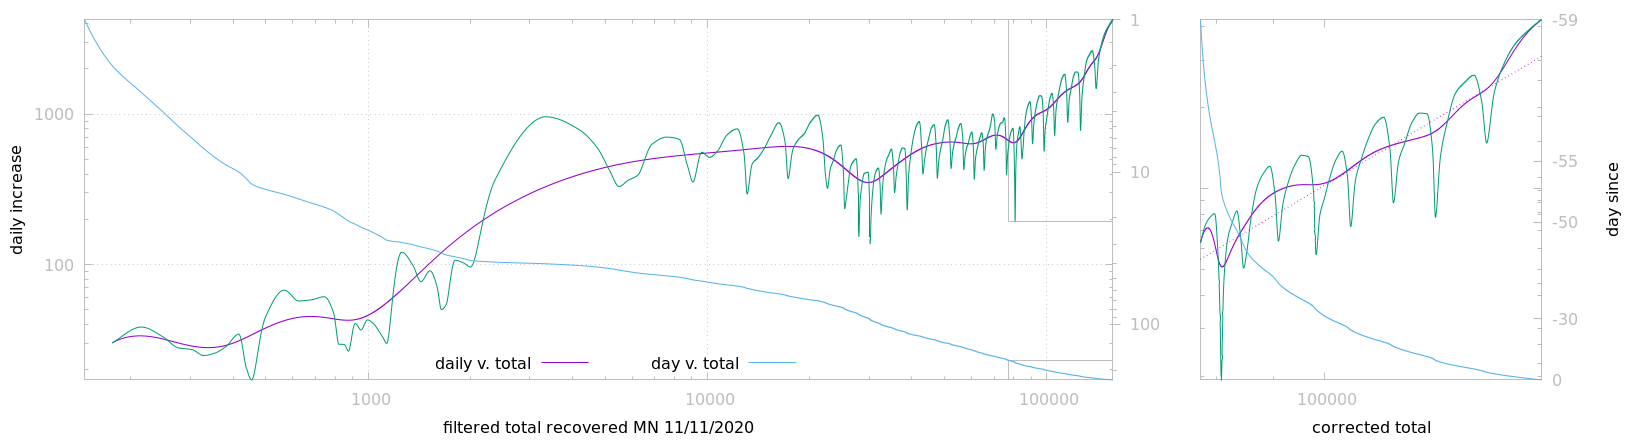 1
-59
1000
-55
10
daily increase
day since
-50
100
100
-30
daily v. total
day v. total
0
1000
10000
100000
100000
filtered total recovered MN 11/11/2020
corrected total